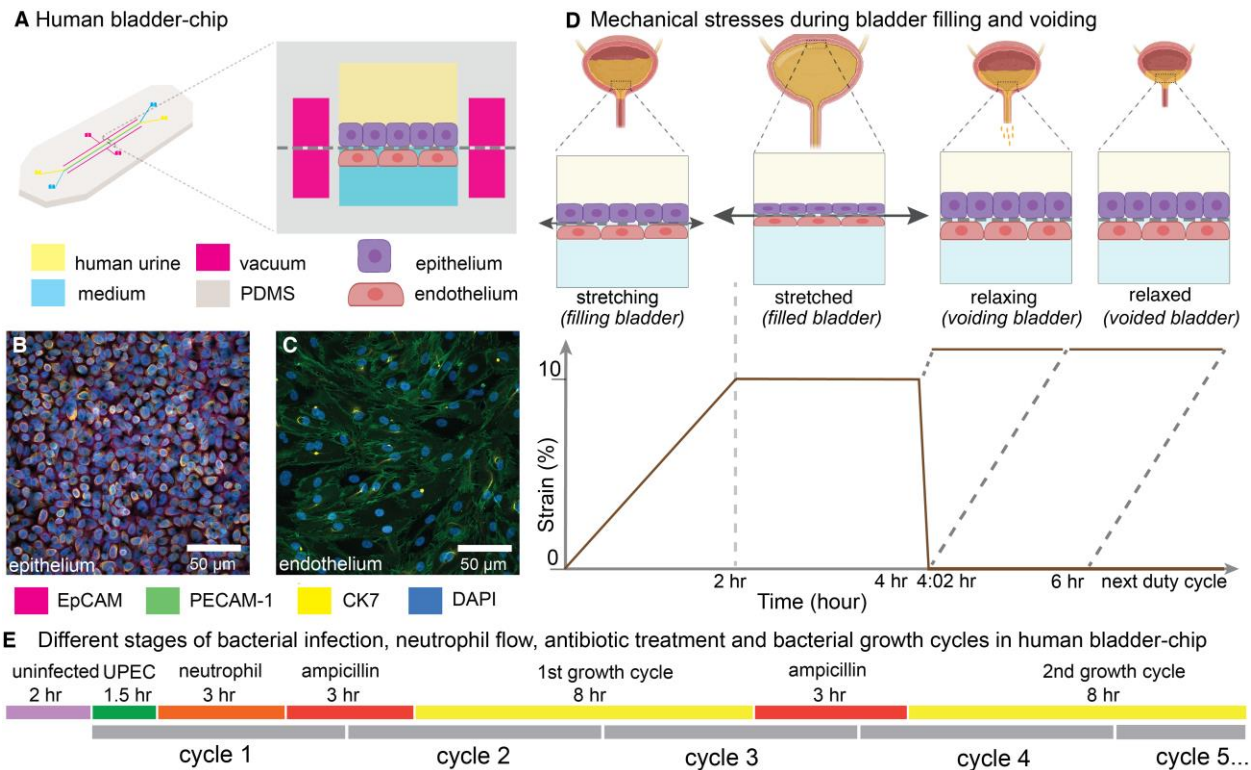 A Human bladder-chip
human urine
vacuum
epithelium
medium
PDMS
endothelium
B
epithelium
50 µm
C
endothelium
50 µm
EpCAM
PECAM-1
CK7
DAPI
D Mechanical stresses during bladder filling and voiding
stretching
(filling bladder)
stretched
(filled bladder)
relaxing
(voiding bladder)
relaxed
(voided bladder)
10
0
Strain (%)
2 hr
4 hr
4:02 hr
6 hr
next duty cycle
Time (hour)
E Different stages of bacterial infection, neutrophil flow, antibiotic treatment and bacterial growth cycles in human bladder-chip
uninfected
2 hr
UPEC
1.5 hr
neutrophil
3 hr
ampicillin
3 hr
1st growth cycle
8 hr
ampicillin
3 hr
2nd growth cycle
8 hr
cycle 1
cycle 2
cycle 3
cycle 4
cycle 5...